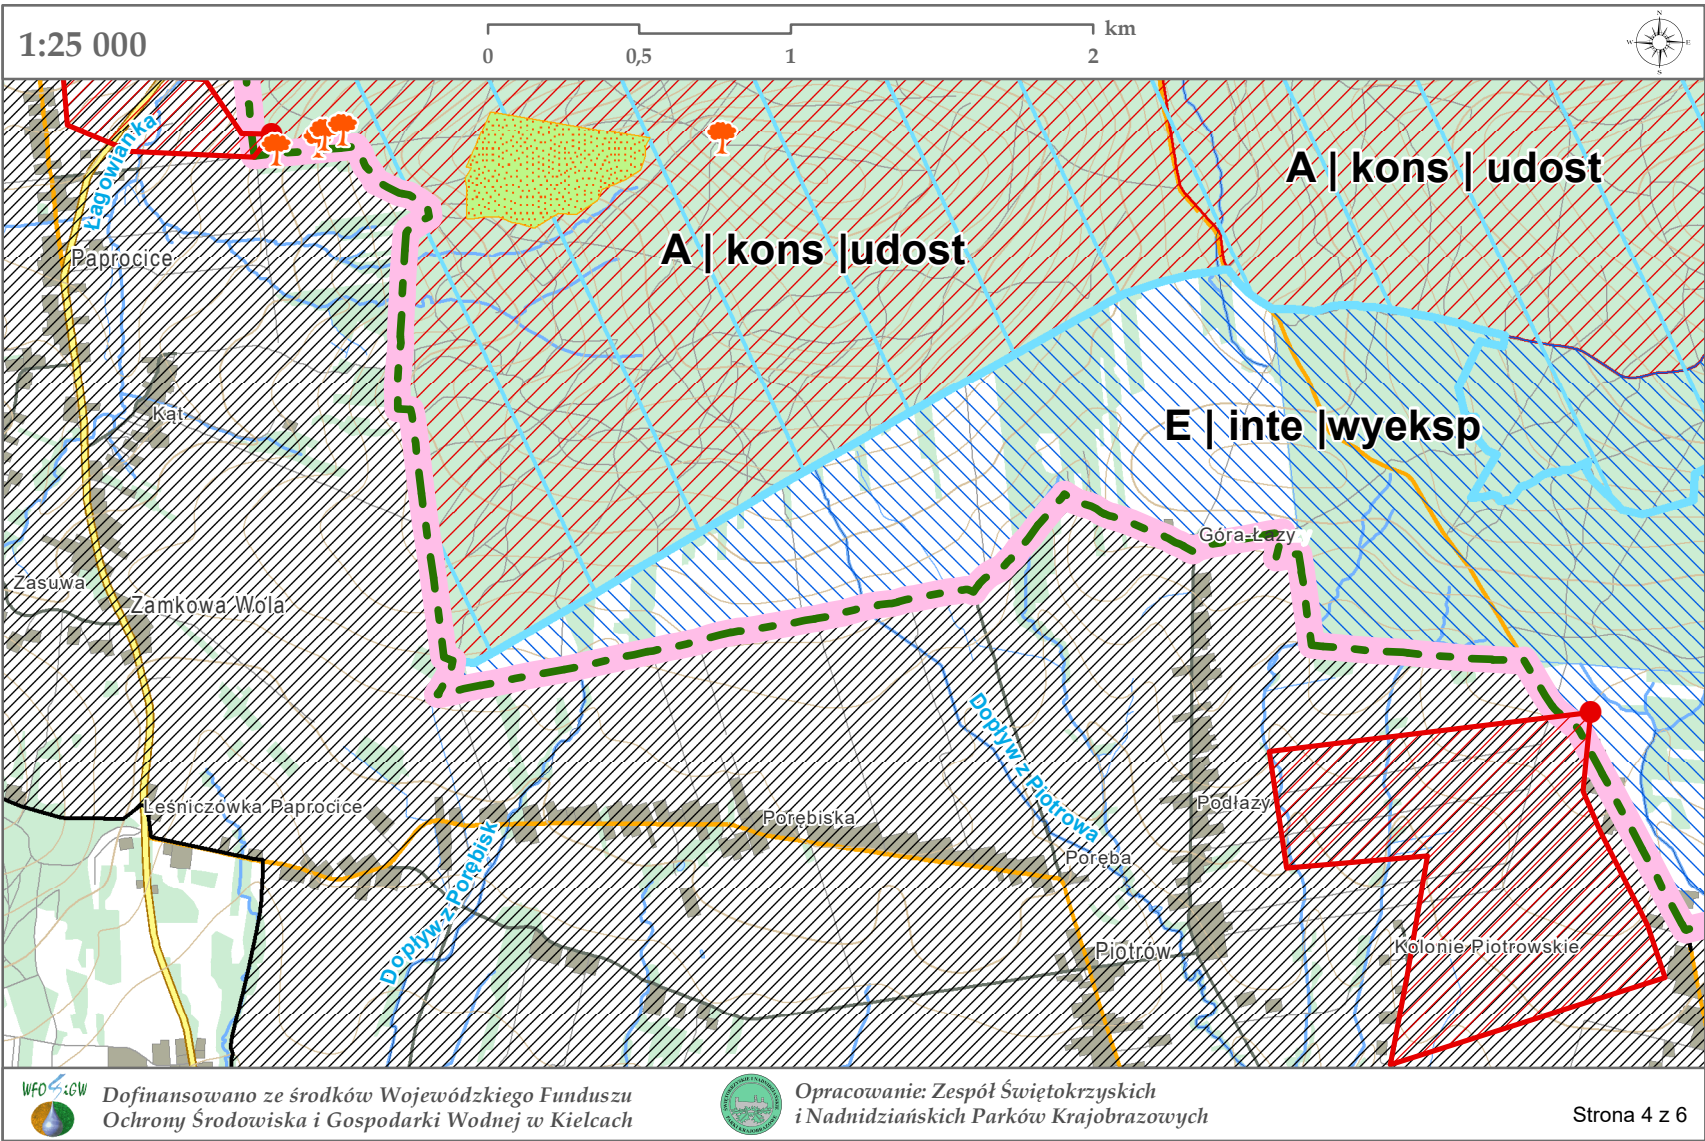 1:25 000
km
0 0,5 1 2
N
W E
S
Łagowianka
A | kons | udost
A | kons |udost
Paprocice
Kąt
E | inte |wyeksp
Góra-Łazy
Zasuwa
Zamkowa Wola
Dopływ z Piotrowa
Leśniczówka Paprocice
Porębiska
Podłazy
Dopływ z Porębisk
Poręba
Piotrów
Kolonie Piotrowskie
WFOŚiGW
Dofinansowano ze środków Wojewódzkiego Funduszu
Ochrony Środowiska i Gospodarki Wodnej w Kielcach
Opracowanie: Zespół Świętokrzyskich
i Nadnidziańskich Parków Krajobrazowych
Strona 4 z 6